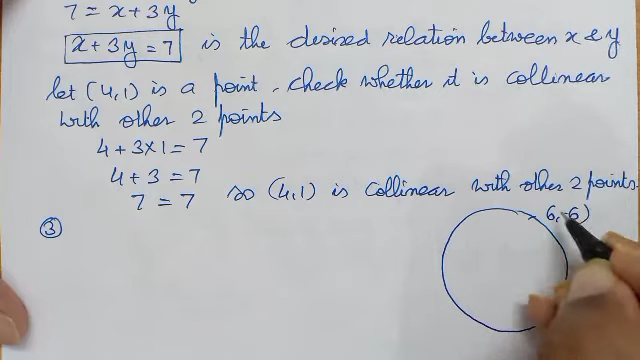 7 = x + 3y
x + 3y = 7 is the desired relation between x & y
let (4,1) is a point, check whether it is collinear
with other 2 points
4 + 3×1 = 7
4 + 3 = 7
7 = 7 so (4,1) is collinear with other 2 points.
③ 6,-6)